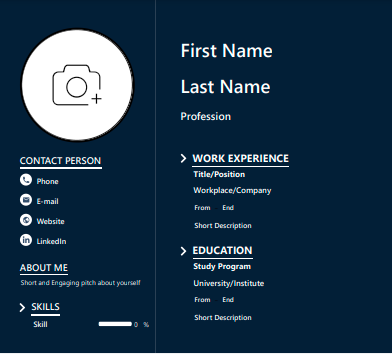 First Name
Last Name
Profession
CONTACT PERSON
Phone
E-mail
Website
LinkedIn
ABOUT ME
Short and Engaging pitch about yourself
SKILLS
Skill 0 %
WORK EXPERIENCE
Title/Position
Workplace/Company
From End
Short Description
EDUCATION
Study Program
University/Institute
From End
Short Description